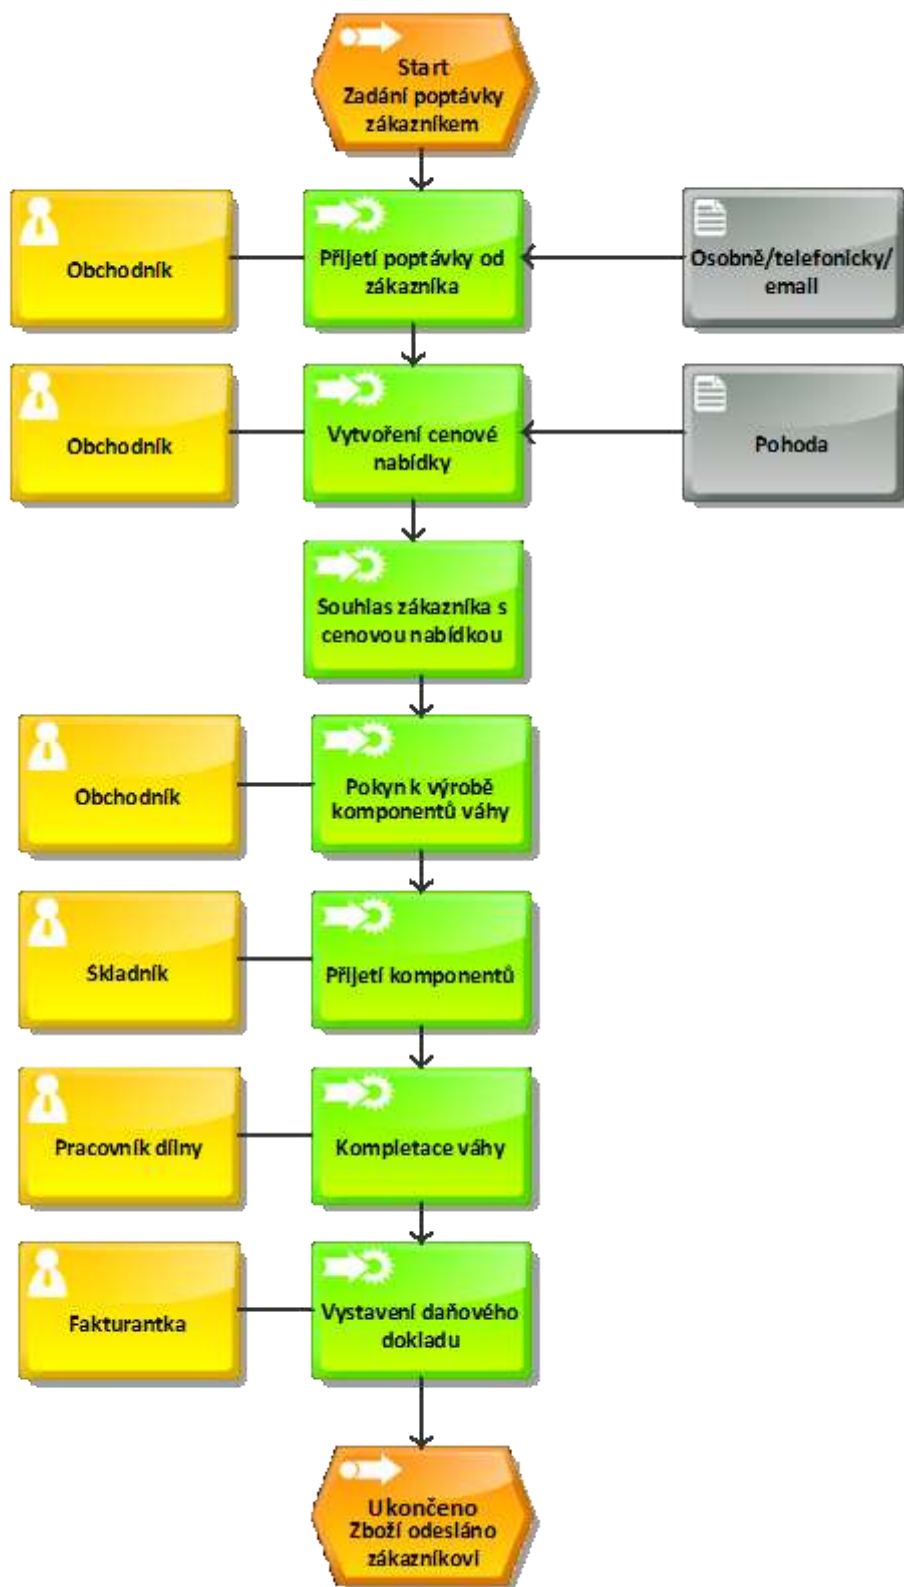 Start
Zadání poptávky
zákazníkem
Obchodník
Přijetí poptávky od
zákazníka
Osobně/telefonicky/
email
Obchodník
Vytvoření cenové
nabídky
Pohoda
Souhlas zákazníka s
cenovou nabídkou
Obchodník
Pokyn k výrobě
komponentů váhy
Skladník
Přijetí komponentů
Pracovník dílny
Kompletace váhy
Fakturantka
Vystavení daňového
dokladu
Ukončeno
Zboží odesláno
zákazníkovi